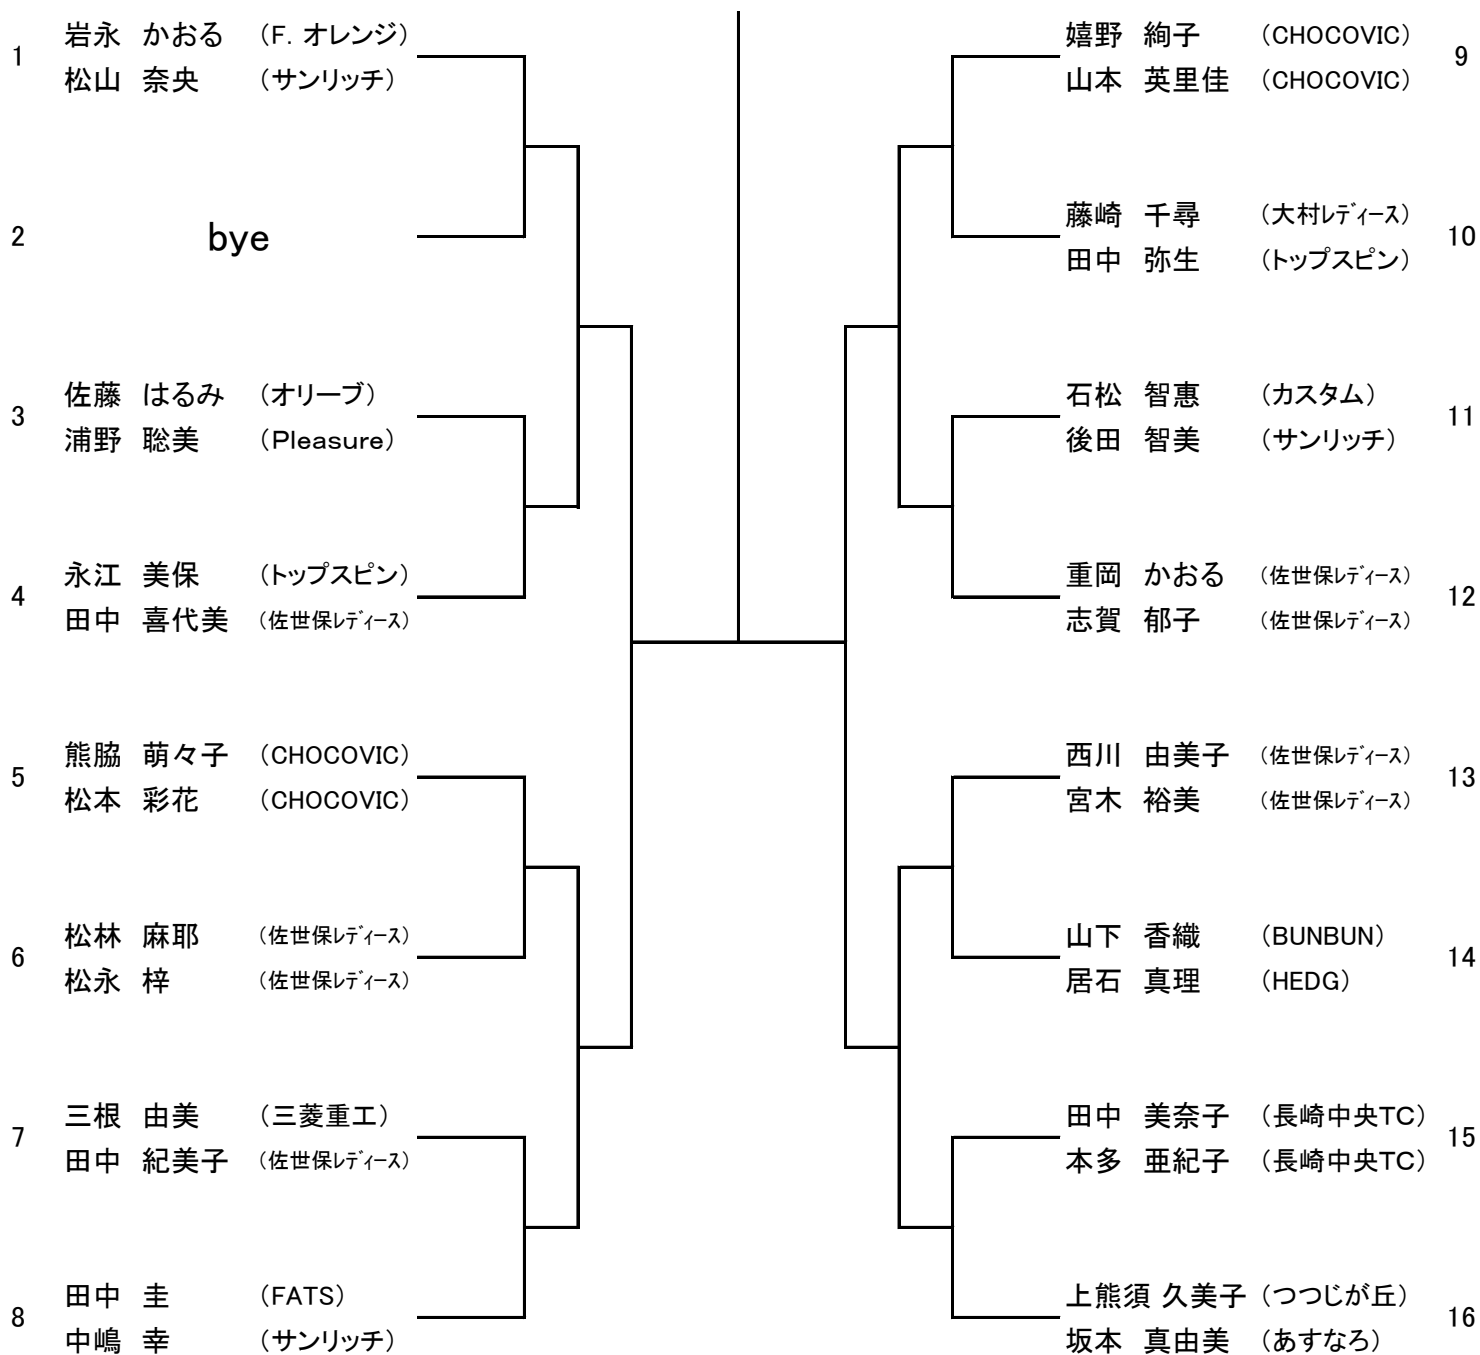 1
岩永 かおる （F. オレンジ）
松山 奈央 （サンリッチ）
2
bye
3
佐藤 はるみ （オリーブ）
浦野 聡美 （Pleasure）
4
永江 美保 （トップスピン）
田中 喜代美 （佐世保ﾚﾃﾞｨｰｽ）
5
熊脇 萌々子 （CHOCOVIC）
松本 彩花 （CHOCOVIC）
6
松林 麻耶 （佐世保ﾚﾃﾞｨｰｽ）
松永 梓 （佐世保ﾚﾃﾞｨｰｽ）
7
三根 由美 （三菱重工）
田中 紀美子 （佐世保ﾚﾃﾞｨｰｽ）
8
田中 圭 （FATS）
中嶋 幸 （サンリッチ）
嬉野 絢子 （CHOCOVIC）
山本 英里佳 （CHOCOVIC）
9
藤崎 千尋 （大村ﾚﾃﾞｨｰｽ）
田中 弥生 （トップスピン）
10
石松 智惠 （カスタム）
後田 智美 （サンリッチ）
11
重岡 かおる （佐世保ﾚﾃﾞｨｰｽ）
志賀 郁子 （佐世保ﾚﾃﾞｨｰｽ）
12
西川 由美子 （佐世保ﾚﾃﾞｨｰｽ）
宮木 裕美 （佐世保ﾚﾃﾞｨｰｽ）
13
山下 香織 （BUNBUN）
居石 真理 （HEDG）
14
田中 美奈子 （長崎中央TC）
本多 亜紀子 （長崎中央TC）
15
上熊須 久美子 （つつじが丘）
坂本 真由美 （あすなろ）
16